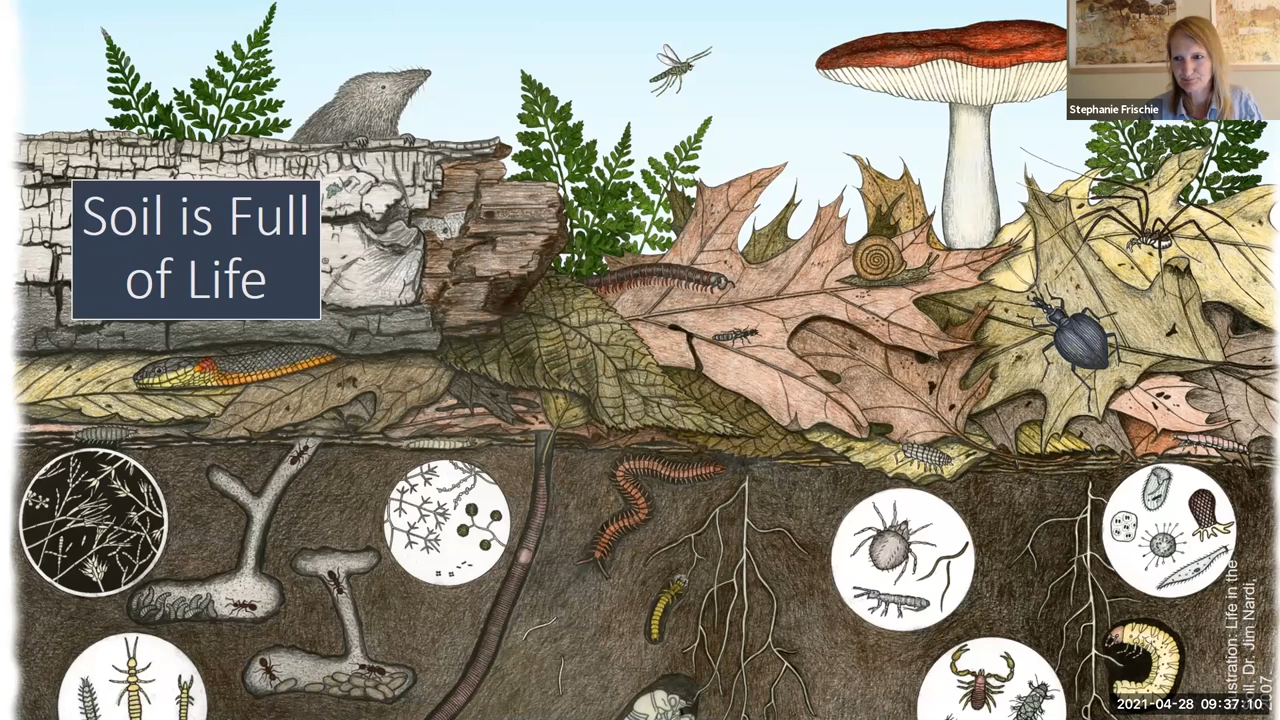 Stephanie Frischie
Soil is Full
of Life
Illustration: Life in the
Soil, Dr. Jim Nardi,
2007
2021-04-28 09:37:10